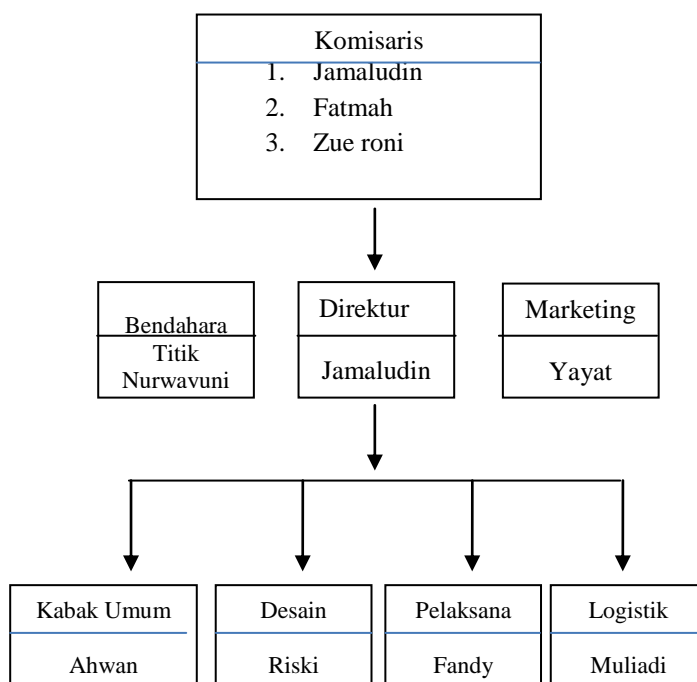 Komisaris
1. Jamaludin
2. Fatmah
3. Zue roni
Bendahara
Titik
Nurwavuni
Direktur
Jamaludin
Marketing
Yayat
Kabak Umum
Ahwan
Desain
Riski
Pelaksana
Fandy
Logistik
Muliadi